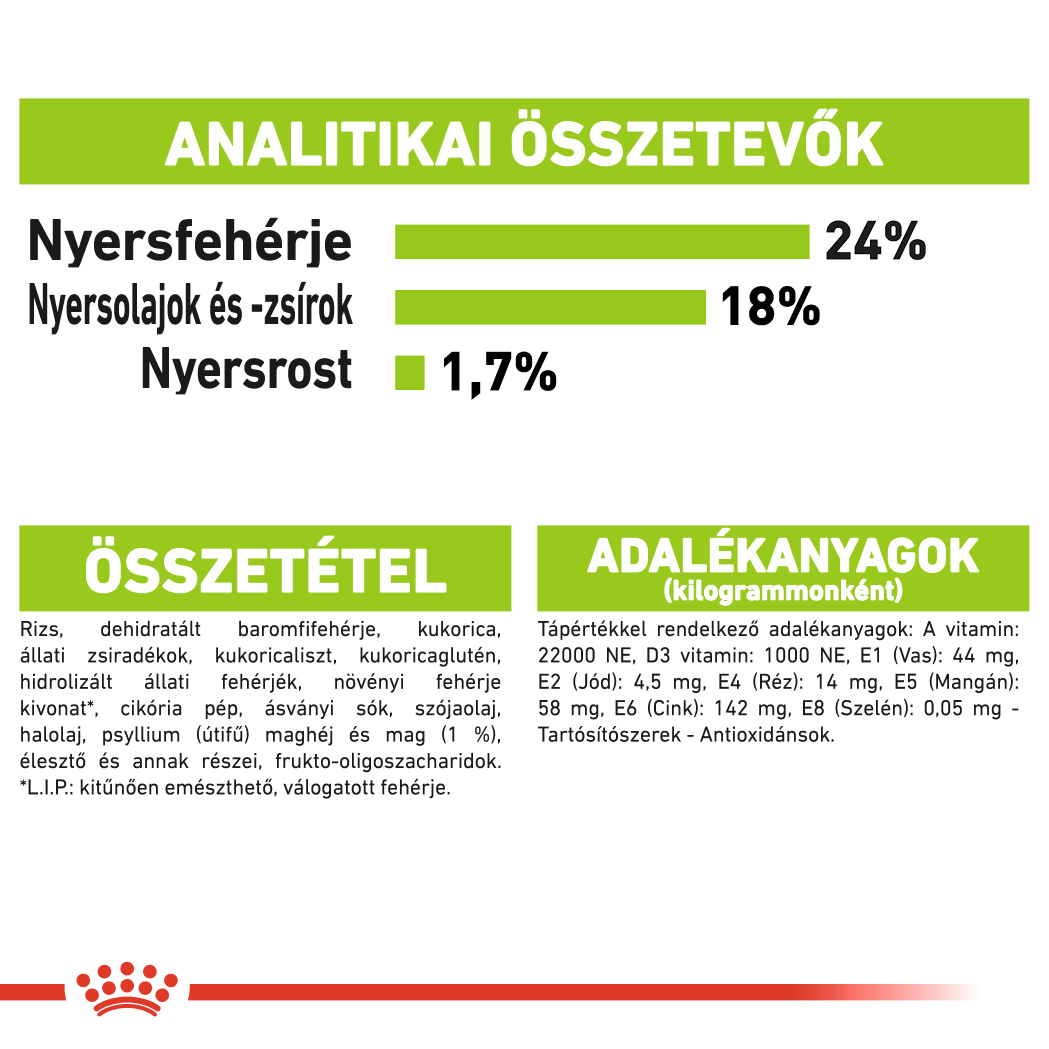 ANALITIKAI ÖSSZETEVŐK
Nyersfehérje 24%
Nyersolajok és -zsírok 18%
Nyersrost 1,7%
ÖSSZETÉTEL
Rizs, dehidratált baromfifehérje, kukorica,
állati zsiradékok, kukoricaliszt, kukoricaglutén,
hidrolizált állati fehérjék, növényi fehérje
kivonat*, cikória pép, ásványi sók, szójaolaj,
halolaj, psyllium (útifű) maghéj és mag (1 %),
élesztő és annak részei, frukto-oligoszacharidok.
*L.I.P.: kitűnően emészthető, válogatott fehérje.
ADALÉKANYAGOK
(kilogrammonként)
Tápértékkel rendelkező adalékanyagok: A vitamin:
22000 NE, D3 vitamin: 1000 NE, E1 (Vas): 44 mg,
E2 (Jód): 4,5 mg, E4 (Réz): 14 mg, E5 (Mangán):
58 mg, E6 (Cink): 142 mg, E8 (Szelén): 0,05 mg -
Tartósítószerek - Antioxidánsok.